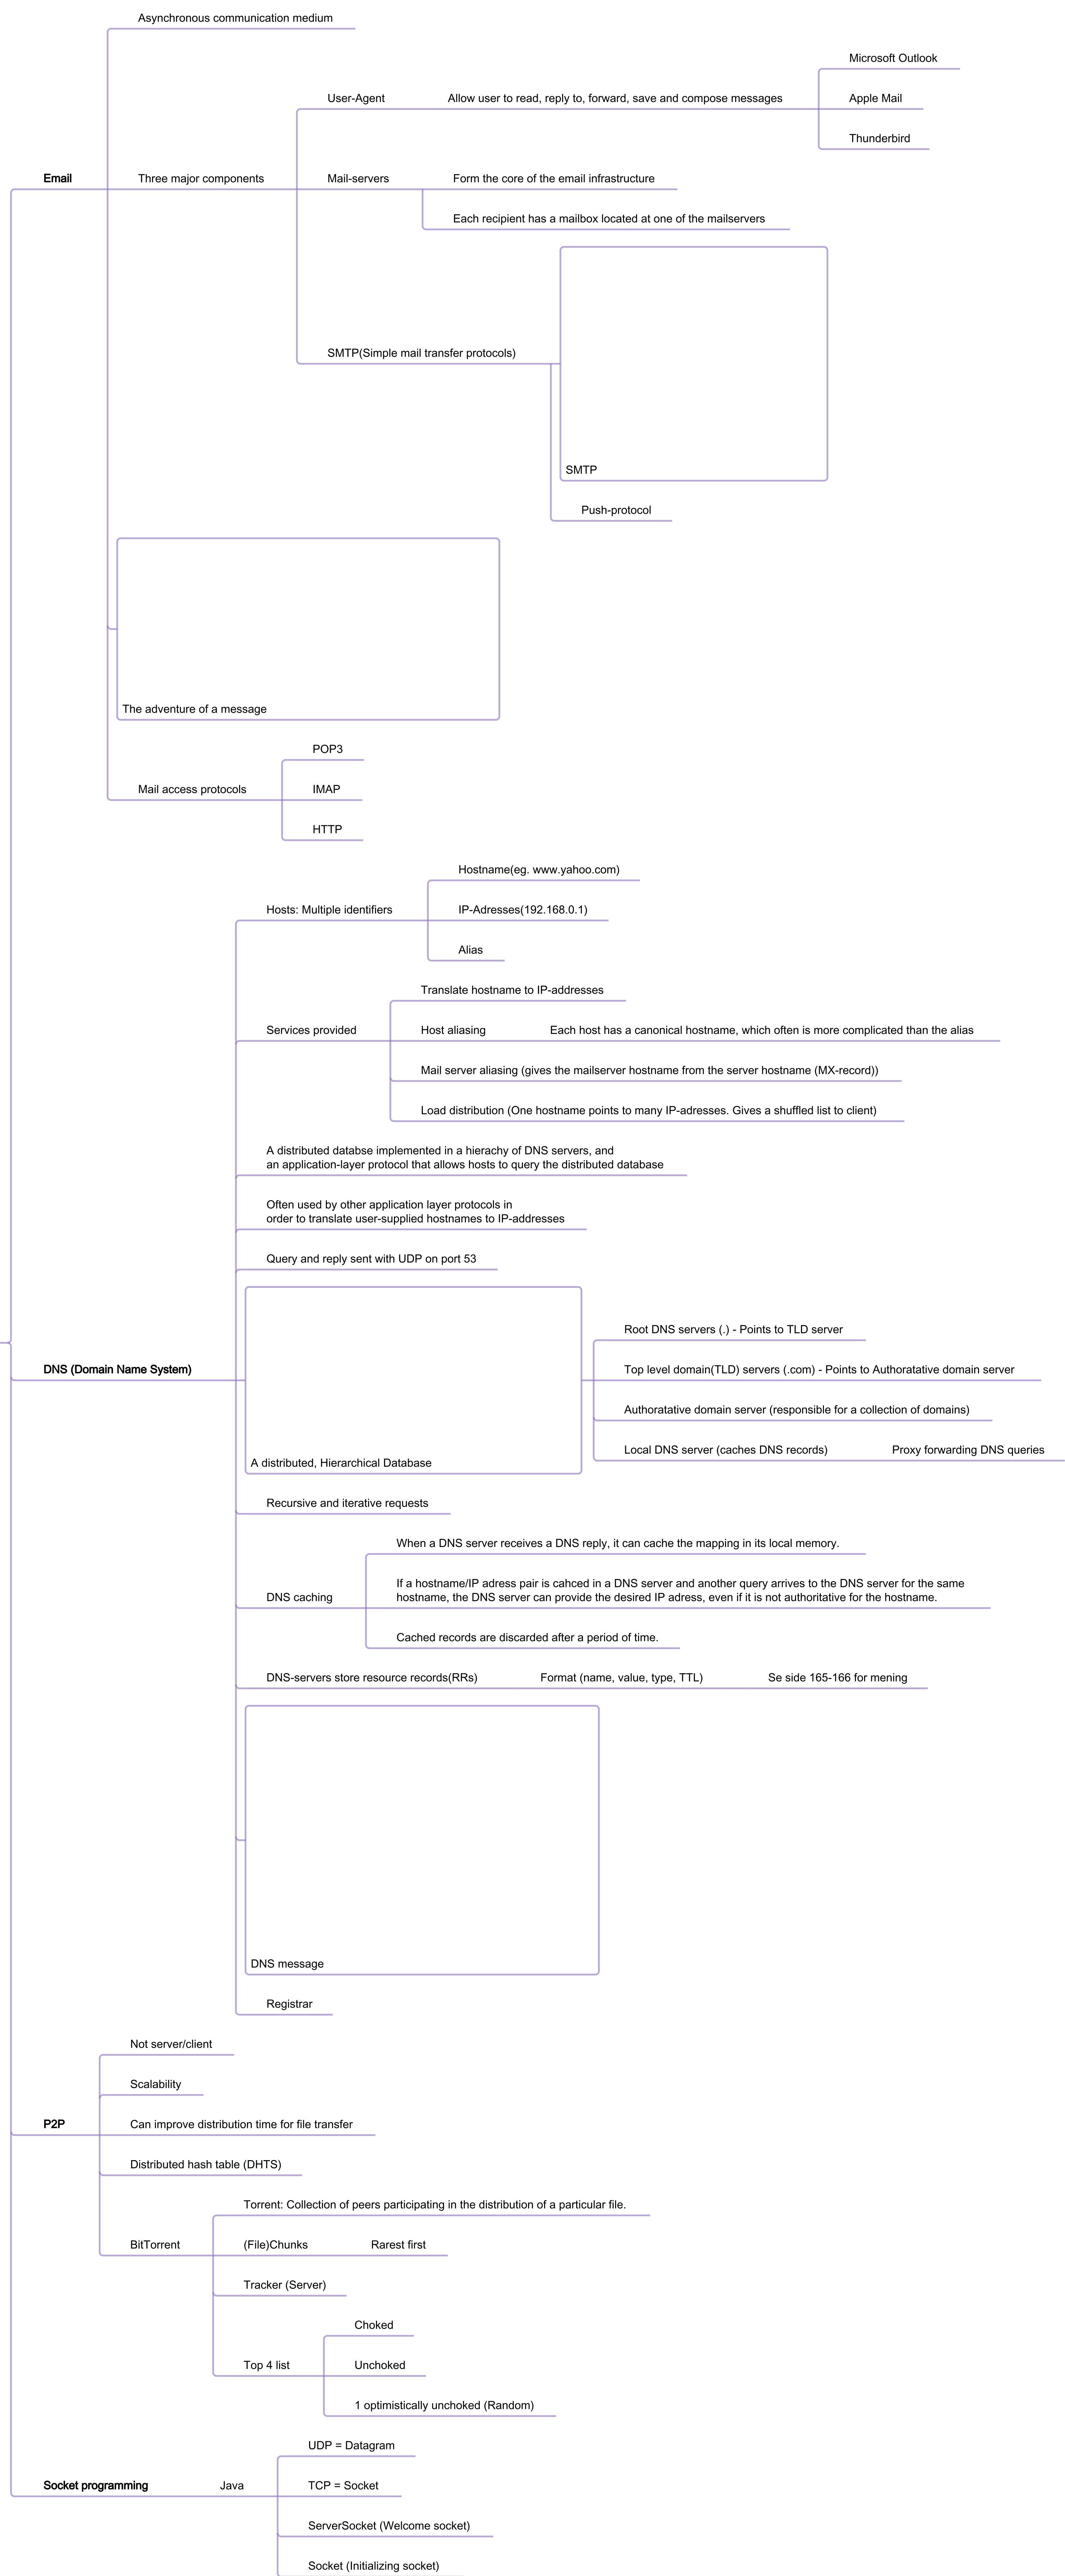 Asynchronous communication medium
Microsoft Outlook
User-Agent
Allow user to read, reply to, forward, save and compose messages
Apple Mail
Thunderbird
Email
Three major components
Mail-servers
Form the core of the email infrastructure
Each recipient has a mailbox located at one of the mailservers
SMTP(Simple mail transfer protocols)
SMTP
Push-protocol
The adventure of a message
POP3
Mail access protocols
IMAP
HTTP
Hostname(eg. www.yahoo.com)
Hosts: Multiple identifiers
IP-Adresses(192.168.0.1)
Alias
Translate hostname to IP-addresses
Services provided
Host aliasing
Each host has a canonical hostname, which often is more complicated than the alias
Mail server aliasing (gives the mailserver hostname from the server hostname (MX-record))
Load distribution (One hostname points to many IP-adresses. Gives a shuffled list to client)
A distributed databse implemented in a hierachy of DNS servers, and
an application-layer protocol that allows hosts to query the distributed database
Often used by other application layer protocols in
order to translate user-supplied hostnames to IP-addresses
Query and reply sent with UDP on port 53
Root DNS servers (.) - Points to TLD server
DNS (Domain Name System)
Top level domain(TLD) servers (.com) - Points to Authoratative domain server
Authoratative domain server (responsible for a collection of domains)
Local DNS server (caches DNS records)
Proxy forwarding DNS queries
A distributed, Hierarchical Database
Recursive and iterative requests
When a DNS server receives a DNS reply, it can cache the mapping in its local memory.
DNS caching
If a hostname/IP adress pair is cahced in a DNS server and another query arrives to the DNS server for the same
hostname, the DNS server can provide the desired IP adress, even if it is not authoritative for the hostname.
Cached records are discarded after a period of time.
DNS-servers store resource records(RRs)
Format (name, value, type, TTL)
Se side 165-166 for mening
DNS message
Registrar
Not server/client
Scalability
P2P
Can improve distribution time for file transfer
Distributed hash table (DHTS)
Torrent: Collection of peers participating in the distribution of a particular file.
BitTorrent
(File)Chunks
Rarest first
Tracker (Server)
Choked
Top 4 list
Unchoked
1 optimistically unchoked (Random)
UDP = Datagram
Socket programming
Java
TCP = Socket
ServerSocket (Welcome socket)
Socket (Initializing socket)